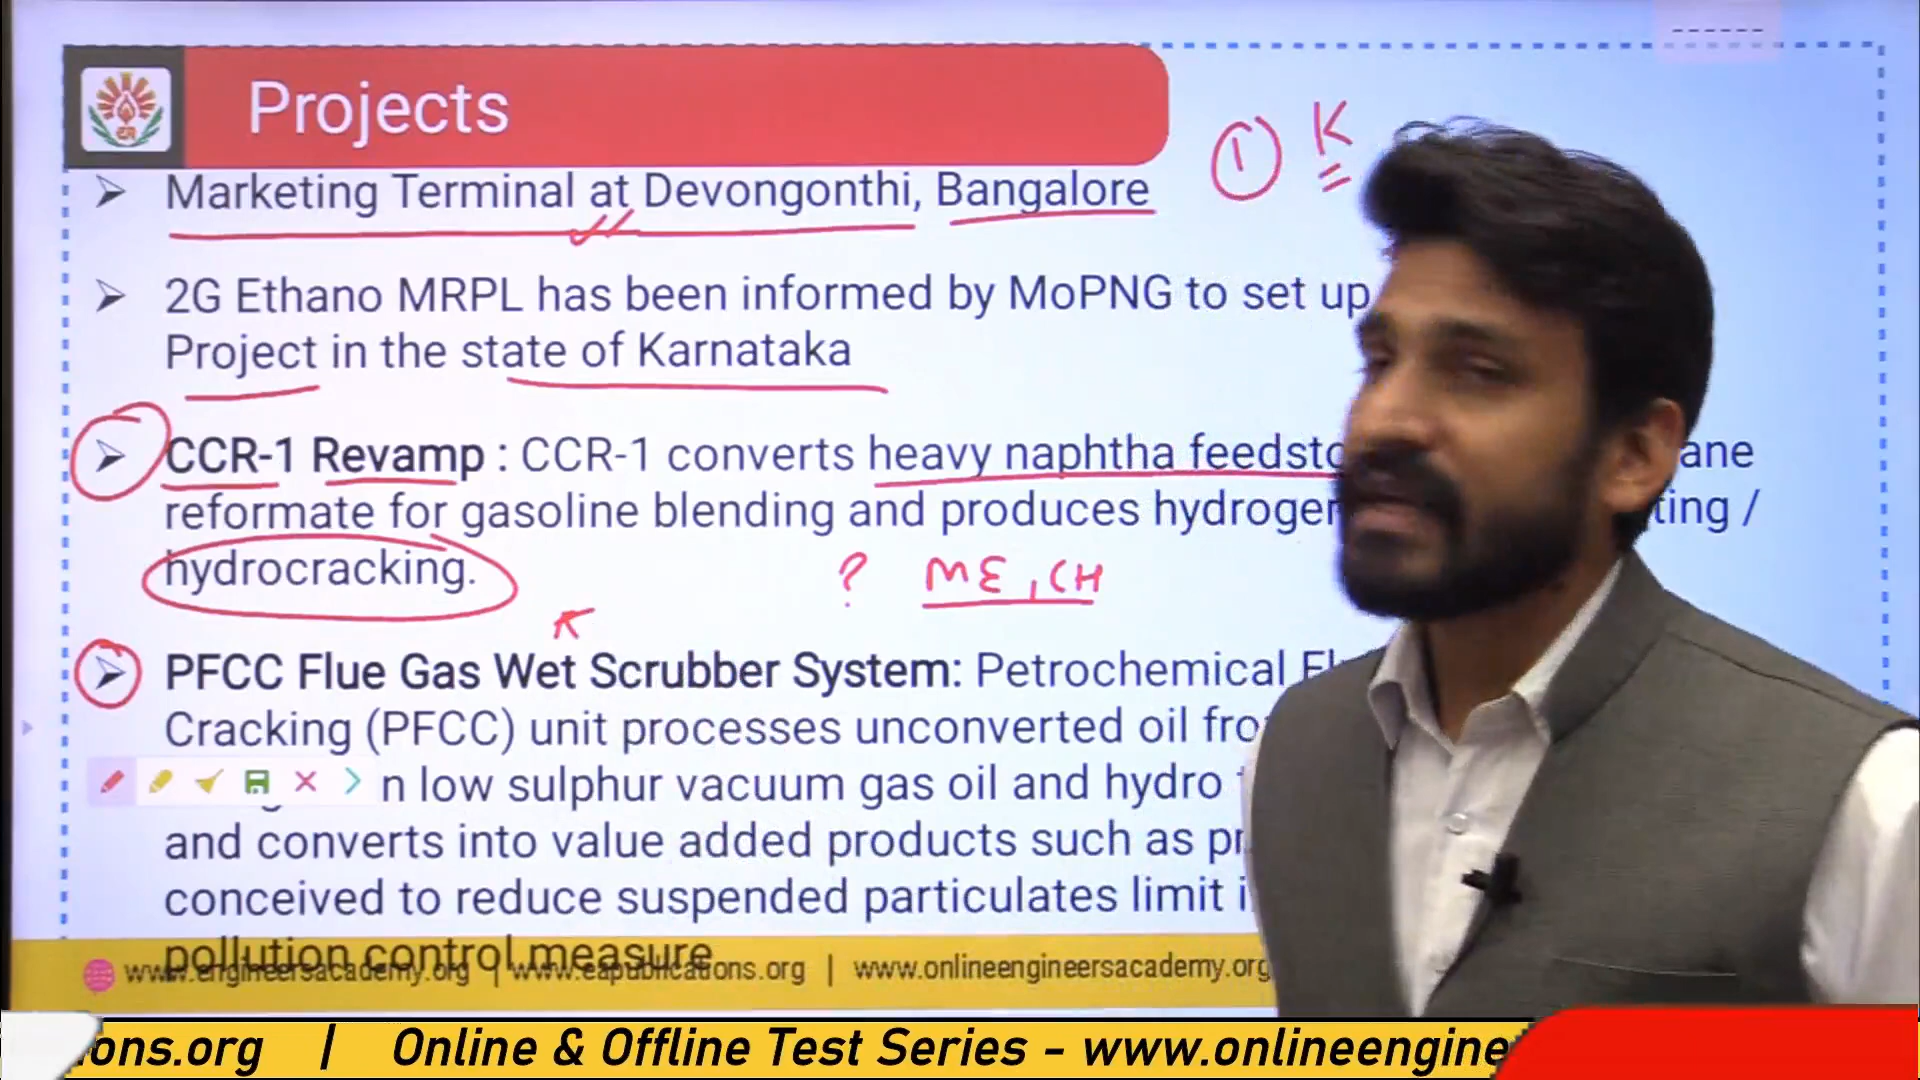 Projects
① K
➢ Marketing Terminal at Devongonthi, Bangalore
➢ 2G Ethano MRPL has been informed by MoPNG to set up
Project in the state of Karnataka
➢ CCR-1 Revamp : CCR-1 converts heavy naphtha feedsto ane
reformate for gasoline blending and produces hydrogen ting /
hydrocracking.
? ME, CH
➢ PFCC Flue Gas Wet Scrubber System: Petrochemical
Cracking (PFCC) unit processes unconverted oil
n low sulphur vacuum gas oil and hydro
and converts into value added products such as
conceived to reduce suspended particulates limit
pollution control measure
www.engineersacademy.org | www.eapublications.org | www.onlineengineersacademy.org
ons.org | Online & Offline Test Series - www.onlineengine